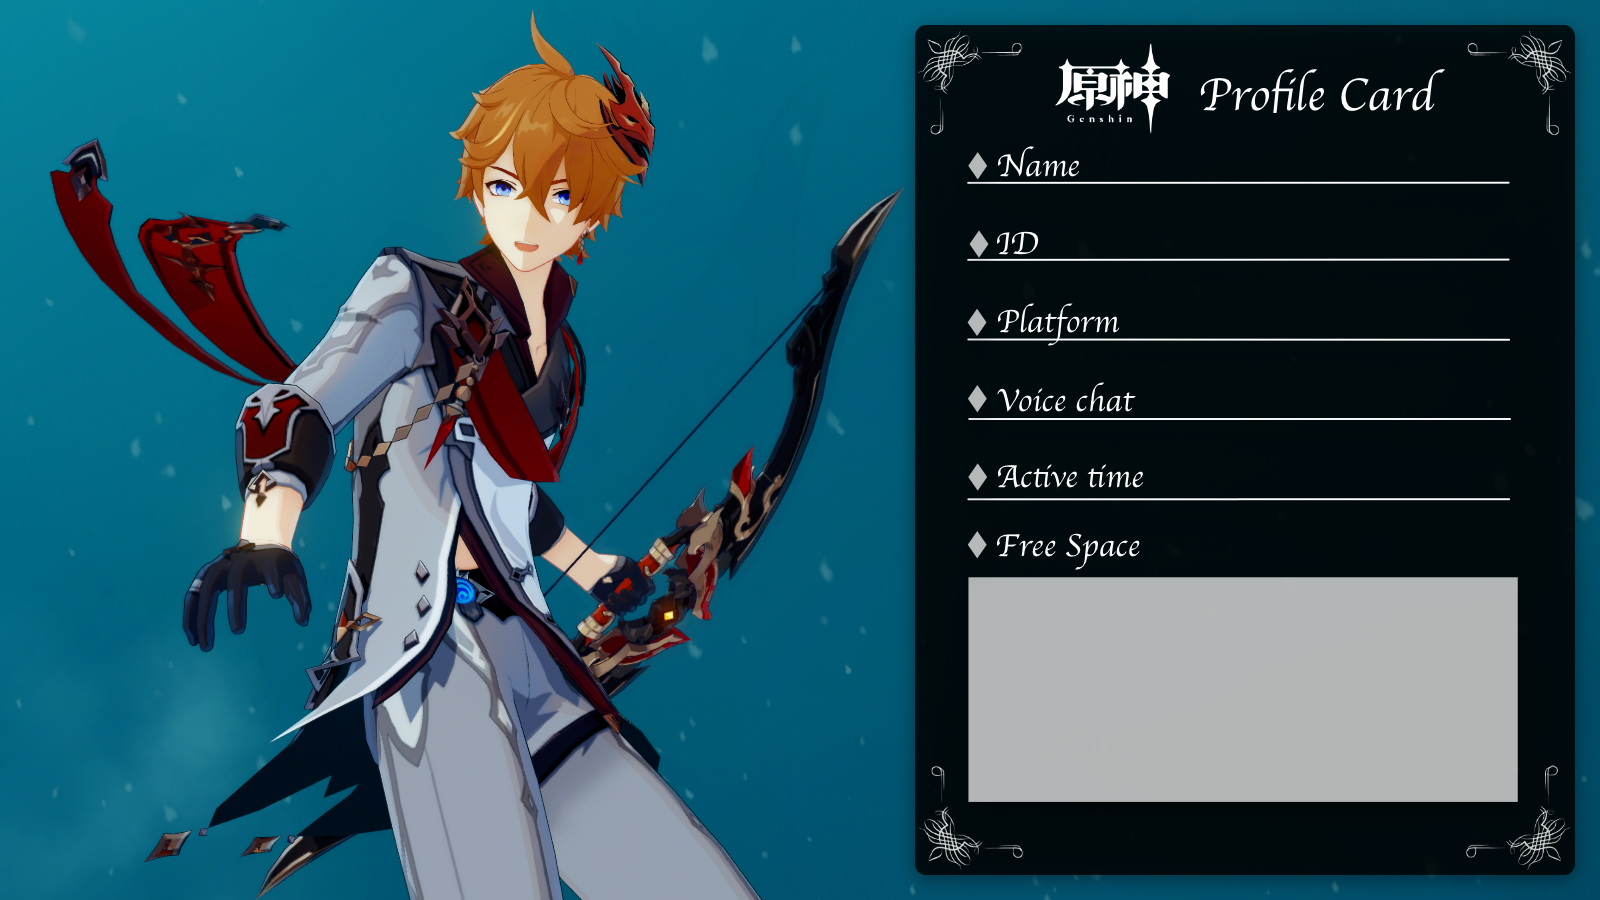 原神
Genshin
Profile Card
Name
ID
Platform
Voice chat
Active time
Free Space